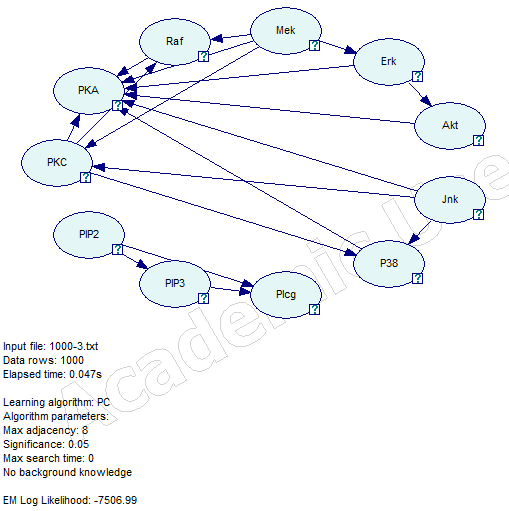 Mek
Raf
Erk
PKA
Akt
PKC
Jnk
PIP2
P38
PIP3
Plcg
?
?
?
?
?
?
?
?
?
?
?
Input file: 1000-3.txt
Data rows: 1000
Elapsed time: 0.047s
Learning algorithm: PC
Algorithm parameters:
Max adjacency: 8
Significance: 0.05
Max search time: 0
No background knowledge
EM Log Likelihood: -7506.99
Academic